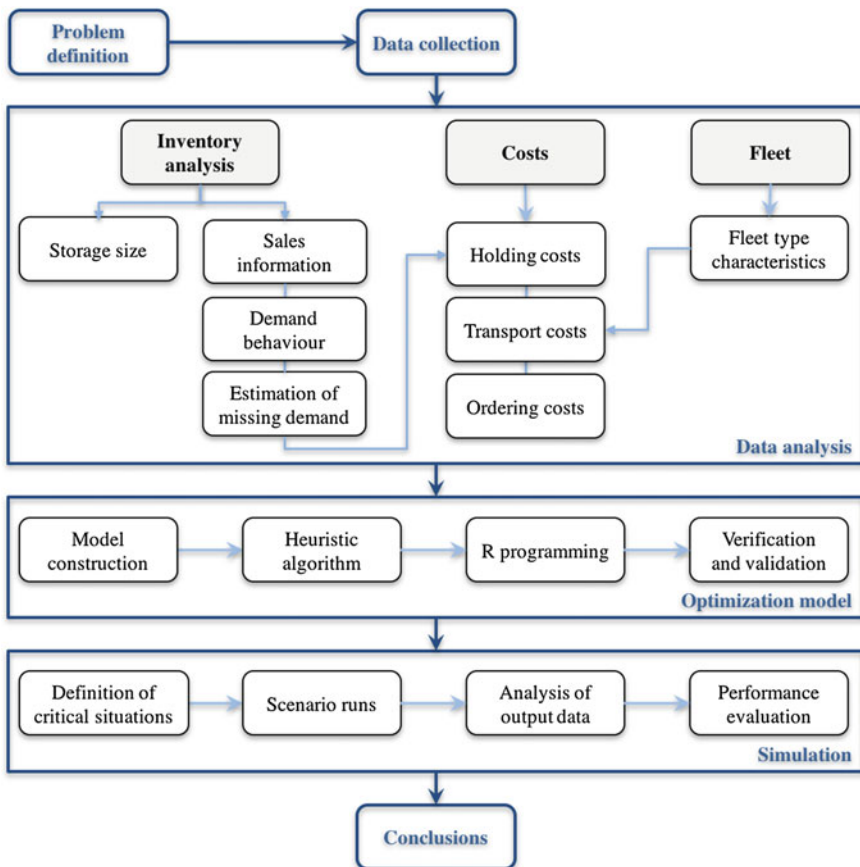 Problem
definition
Data collection
Inventory
analysis
Costs
Fleet
Storage size
Sales
information
Holding costs
Fleet type
characteristics
Demand
behaviour
Transport costs
Estimation of
missing demand
Ordering costs
Data analysis
Model
construction
Heuristic
algorithm
R programming
Verification
and validation
Optimization model
Definition of
critical situations
Scenario runs
Analysis of
output data
Performance
evaluation
Simulation
Conclusions